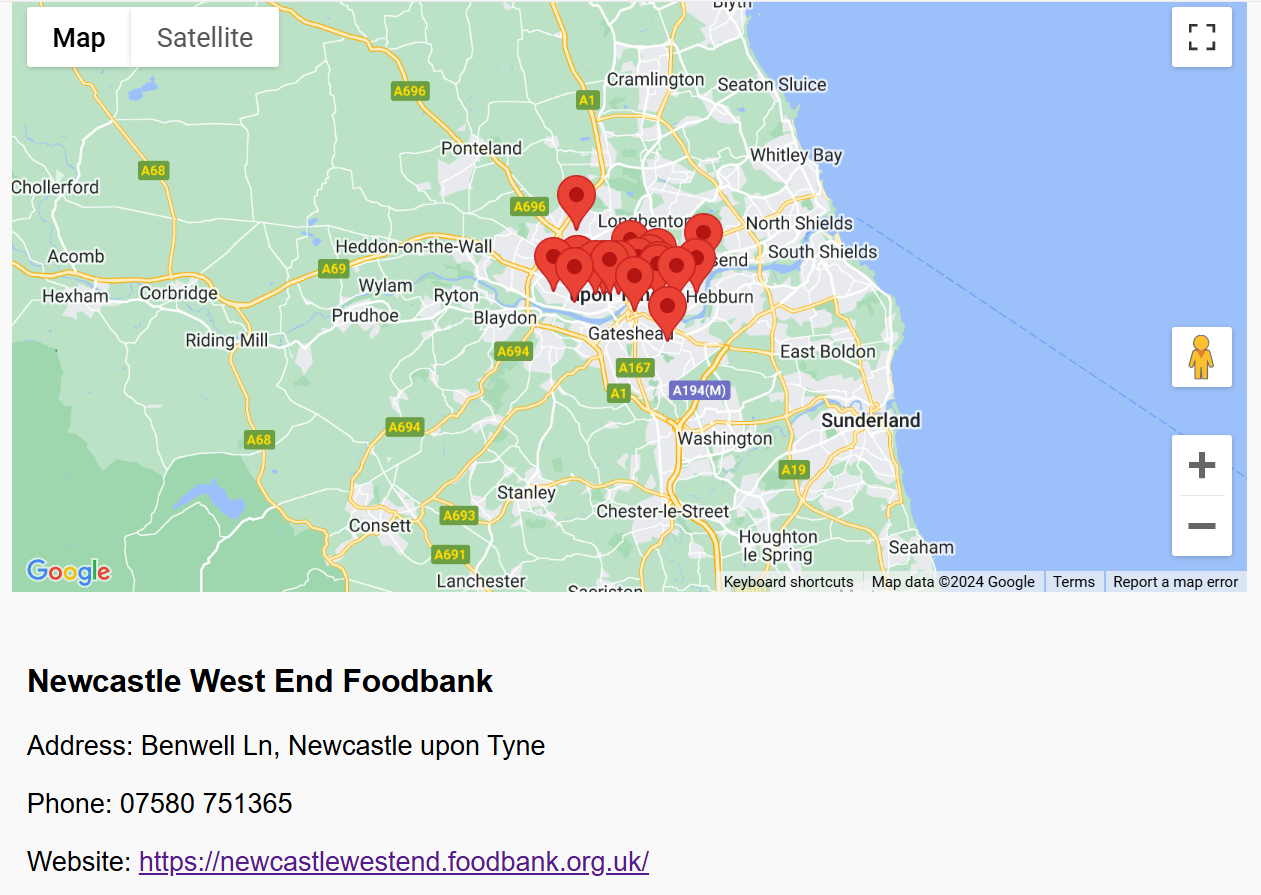 Blyth
Map
Satellite
Cramlington
Seaton Sluice
A696
A1
Ponteland
Whitley Bay
A68
Chollerford
A696
Longbenton
North Shields
Heddon-on-the-Wall
South Shields
Acomb
A69
send
Wylam
Ryton
upon Tyne
Hebburn
Hexham
Corbridge
Prudhoe
Blaydon
Riding Mill
Gateshead
A694
East Boldon
A167
A1
A194(M)
Sunderland
A694
A68
Washington
A19
Stanley
Chester-le-Street
A693
Consett
Houghton
le Spring
Seaham
A691
Google
Lanchester
Sacriston
Keyboard shortcuts
Map data ©2024 Google
Terms
Report a map error
Newcastle West End Foodbank
Address: Benwell Ln, Newcastle upon Tyne
Phone: 07580 751365
Website: https://newcastlewestend.foodbank.org.uk/